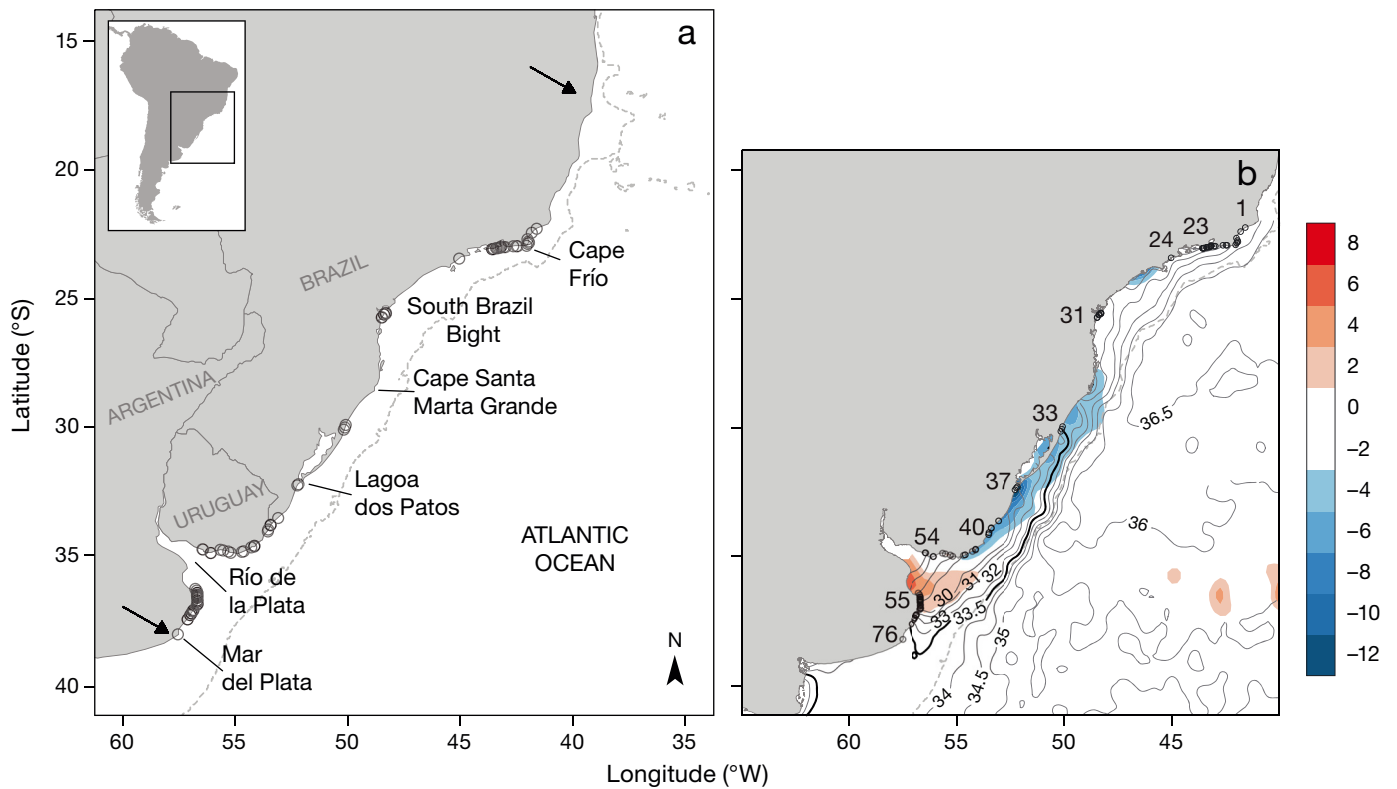 a
15
20
25
30
35
40
Latitude (°S)
BRAZIL
ARGENTINA
URUGUAY
Cape
Frío
South Brazil
Bight
Cape Santa
Marta Grande
Lagoa
dos Patos
ATLANTIC
OCEAN
Río de
la Plata
Mar
del Plata
N
60
55
50
45
40
35
Longitude (°W)
b
1
23
24
31
33
37
40
54
55
76
36.5
36
35
34.5
34
33.5
33
32
31
30
60
55
50
45
8
6
4
2
0
−2
−4
−6
−8
−10
−12